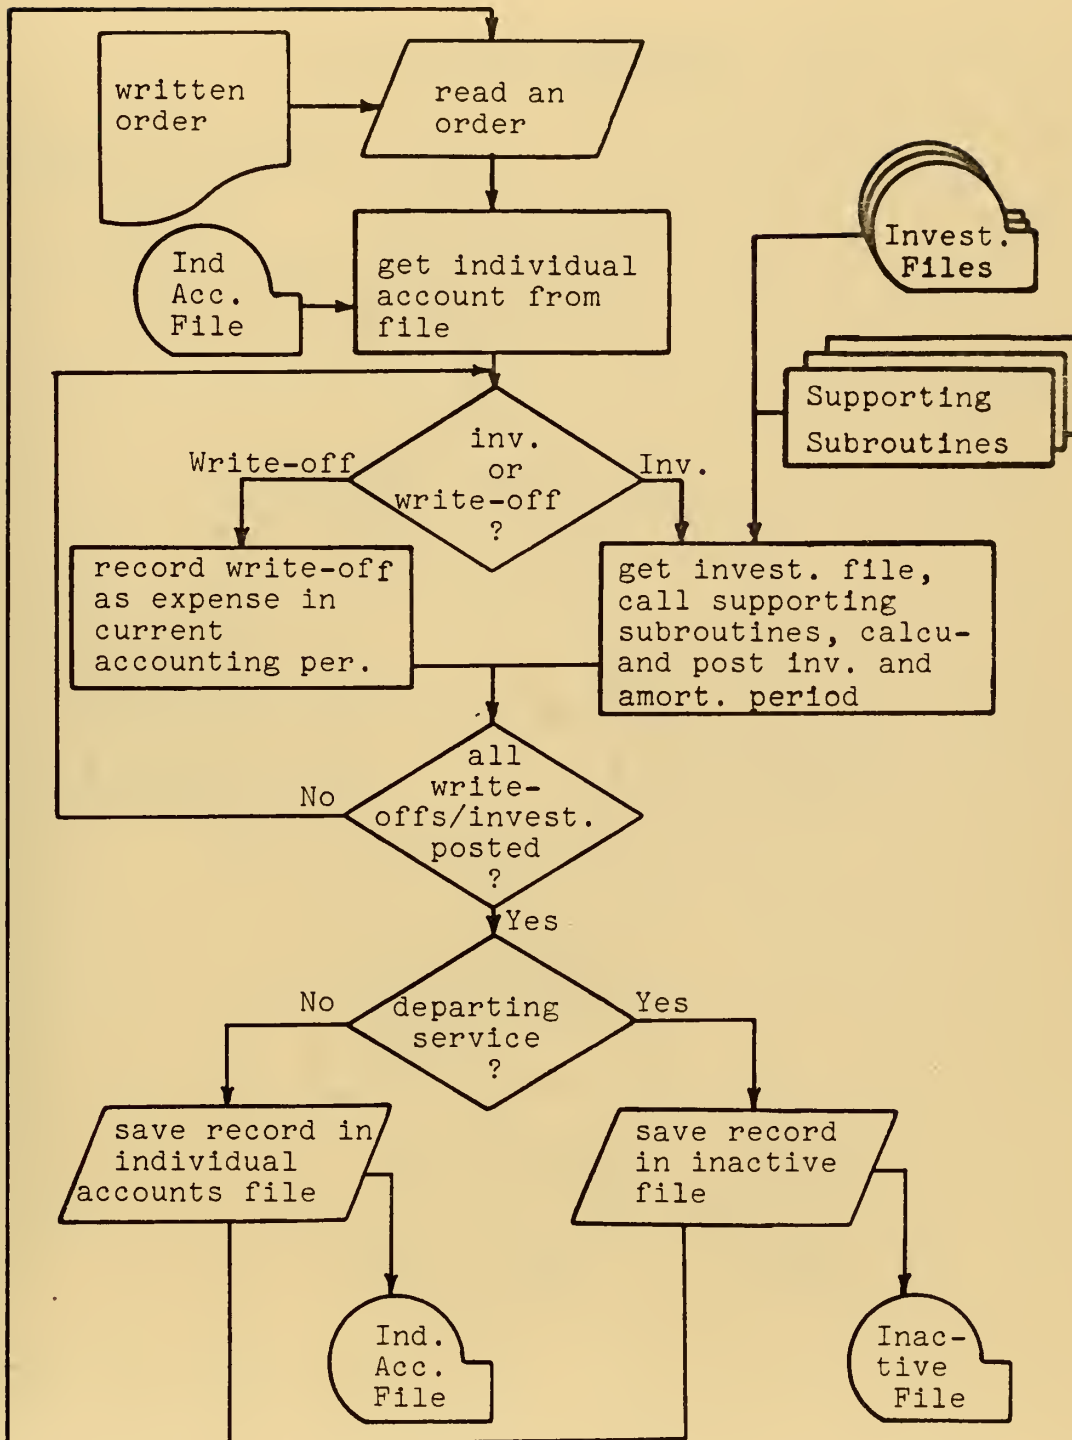 written
order
read an
order
Ind
Acc.
File
get individual
account from
file
Invest.
Files
Supporting
Subroutines
inv.
or
write-off
?
Write-off
Inv.
record write-off
as expense in
current
accounting per.
get invest. file,
call supporting
subroutines, calcu-
and post inv. and
amort. period
all
write-
offs/invest.
posted
?
No
Yes
departing
service
?
No
Yes
save record in
individual
accounts file
save record
in inactive
file
Ind.
Acc.
File
Inac-
tive
File